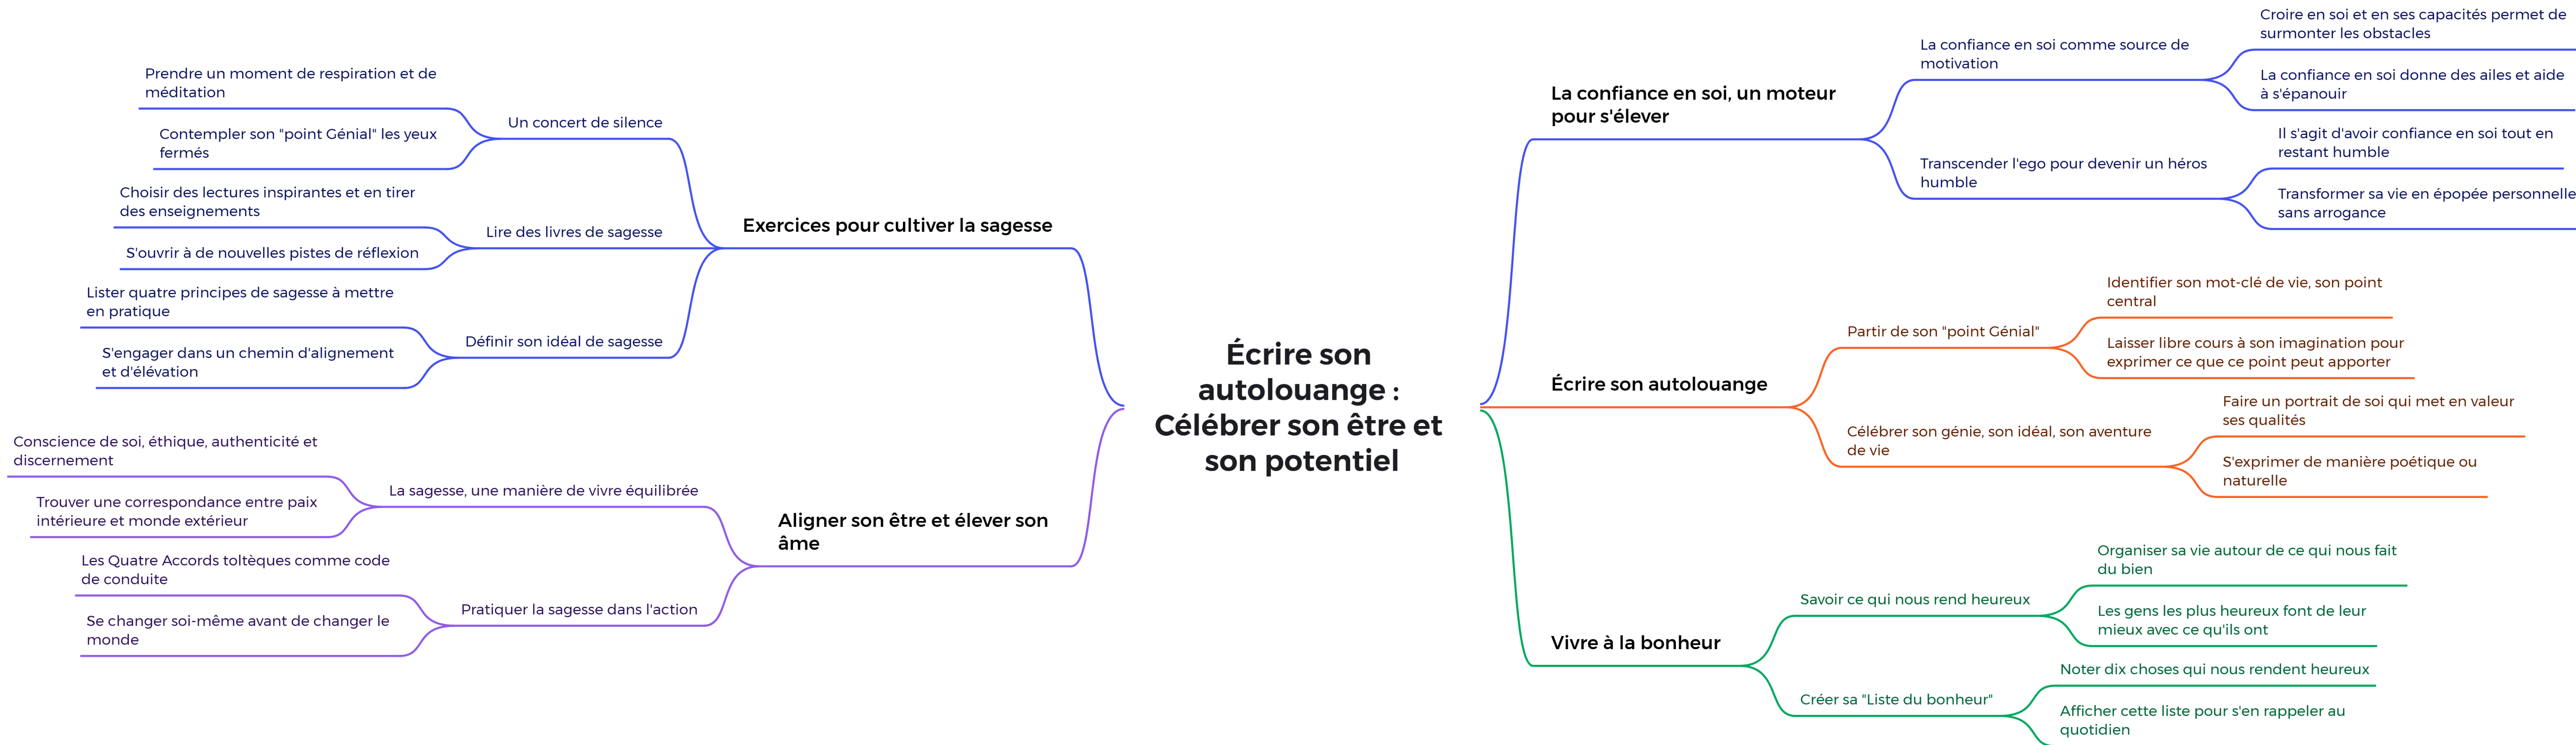 Écrire son
autolouange :
Célébrer son être et
son potentiel
La confiance en soi, un moteur
pour s'élever
La confiance en soi comme source de
motivation
Croire en soi et en ses capacités permet de
surmonter les obstacles
La confiance en soi donne des ailes et aide
à s'épanouir
Transcender l'ego pour devenir un héros
humble
Il s'agit d'avoir confiance en soi tout en
restant humble
Transformer sa vie en épopée personnelle
sans arrogance
Écrire son autolouange
Partir de son "point Génial"
Identifier son mot-clé de vie, son point
central
Laisser libre cours à son imagination pour
exprimer ce que ce point peut apporter
Célébrer son génie, son idéal, son aventure
de vie
Faire un portrait de soi qui met en valeur
ses qualités
S'exprimer de manière poétique ou
naturelle
Vivre à la bonheur
Savoir ce qui nous rend heureux
Organiser sa vie autour de ce qui nous fait
du bien
Les gens les plus heureux font de leur
mieux avec ce qu'ils ont
Créer sa "Liste du bonheur"
Noter dix choses qui nous rendent heureux
Afficher cette liste pour s'en rappeler au
quotidien
Exercices pour cultiver la sagesse
Un concert de silence
Prendre un moment de respiration et de
méditation
Contempler son "point Génial" les yeux
fermés
Lire des livres de sagesse
Choisir des lectures inspirantes et en tirer
des enseignements
S'ouvrir à de nouvelles pistes de réflexion
Définir son idéal de sagesse
Lister quatre principes de sagesse à mettre
en pratique
S'engager dans un chemin d'alignement
et d'élévation
Aligner son être et élever son
âme
La sagesse, une manière de vivre équilibrée
Conscience de soi, éthique, authenticité et
discernement
Trouver une correspondance entre paix
intérieure et monde extérieur
Pratiquer la sagesse dans l'action
Les Quatre Accords toltèques comme code
de conduite
Se changer soi-même avant de changer le
monde